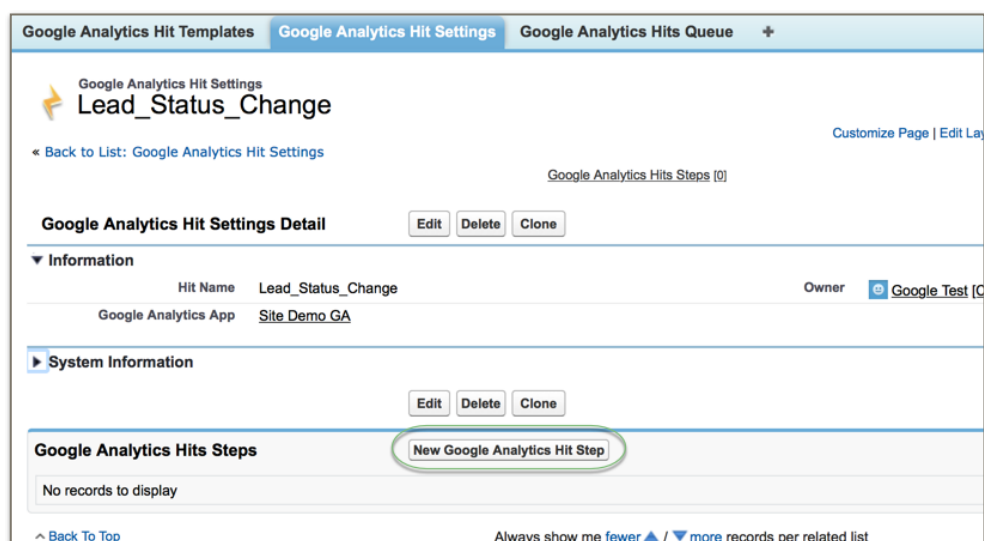 Google Analytics Hit Templates Google Analytics Hit Settings Google Analytics Hits Queue +
Google Analytics Hit Settings
Lead_Status_Change
Customize Page | Edit Lay
« Back to List: Google Analytics Hit Settings
Google Analytics Hits Steps [0]
Google Analytics Hit Settings Detail Edit Delete Clone
Information
Hit Name Lead_Status_Change Owner Google Test [C
Google Analytics App Site Demo GA
System Information
Edit Delete Clone
Google Analytics Hits Steps New Google Analytics Hit Step
No records to display
Back To Top Always show me fewer / more records per related list